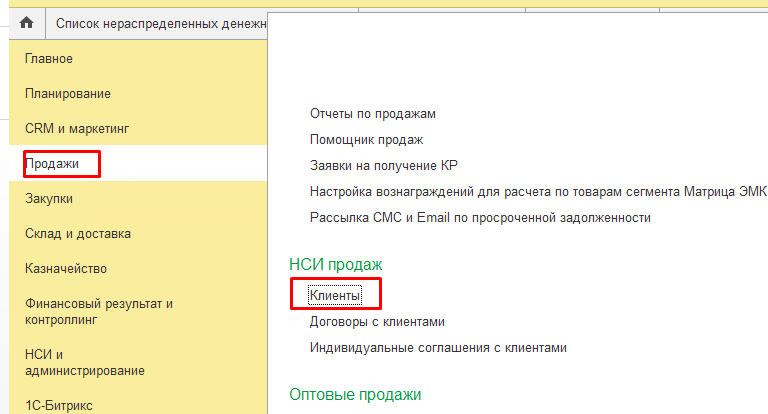 Список нераспределенных денежн
Главное
Планирование
CRM и маркетинг
Продажи
Закупки
Склад и доставка
Казначейство
Финансовый результат и
контроллинг
НСИ и
администрирование
1С-Битрикс
Отчеты по продажам
Помощник продаж
Заявки на получение КР
Настройка вознаграждений для расчета по товарам сегмента Матрица ЭМК
Рассылка СМС и Email по просроченной задолженности
НСИ продаж
Клиенты
Договоры с клиентами
Индивидуальные соглашения с клиентами
Оптовые продажи